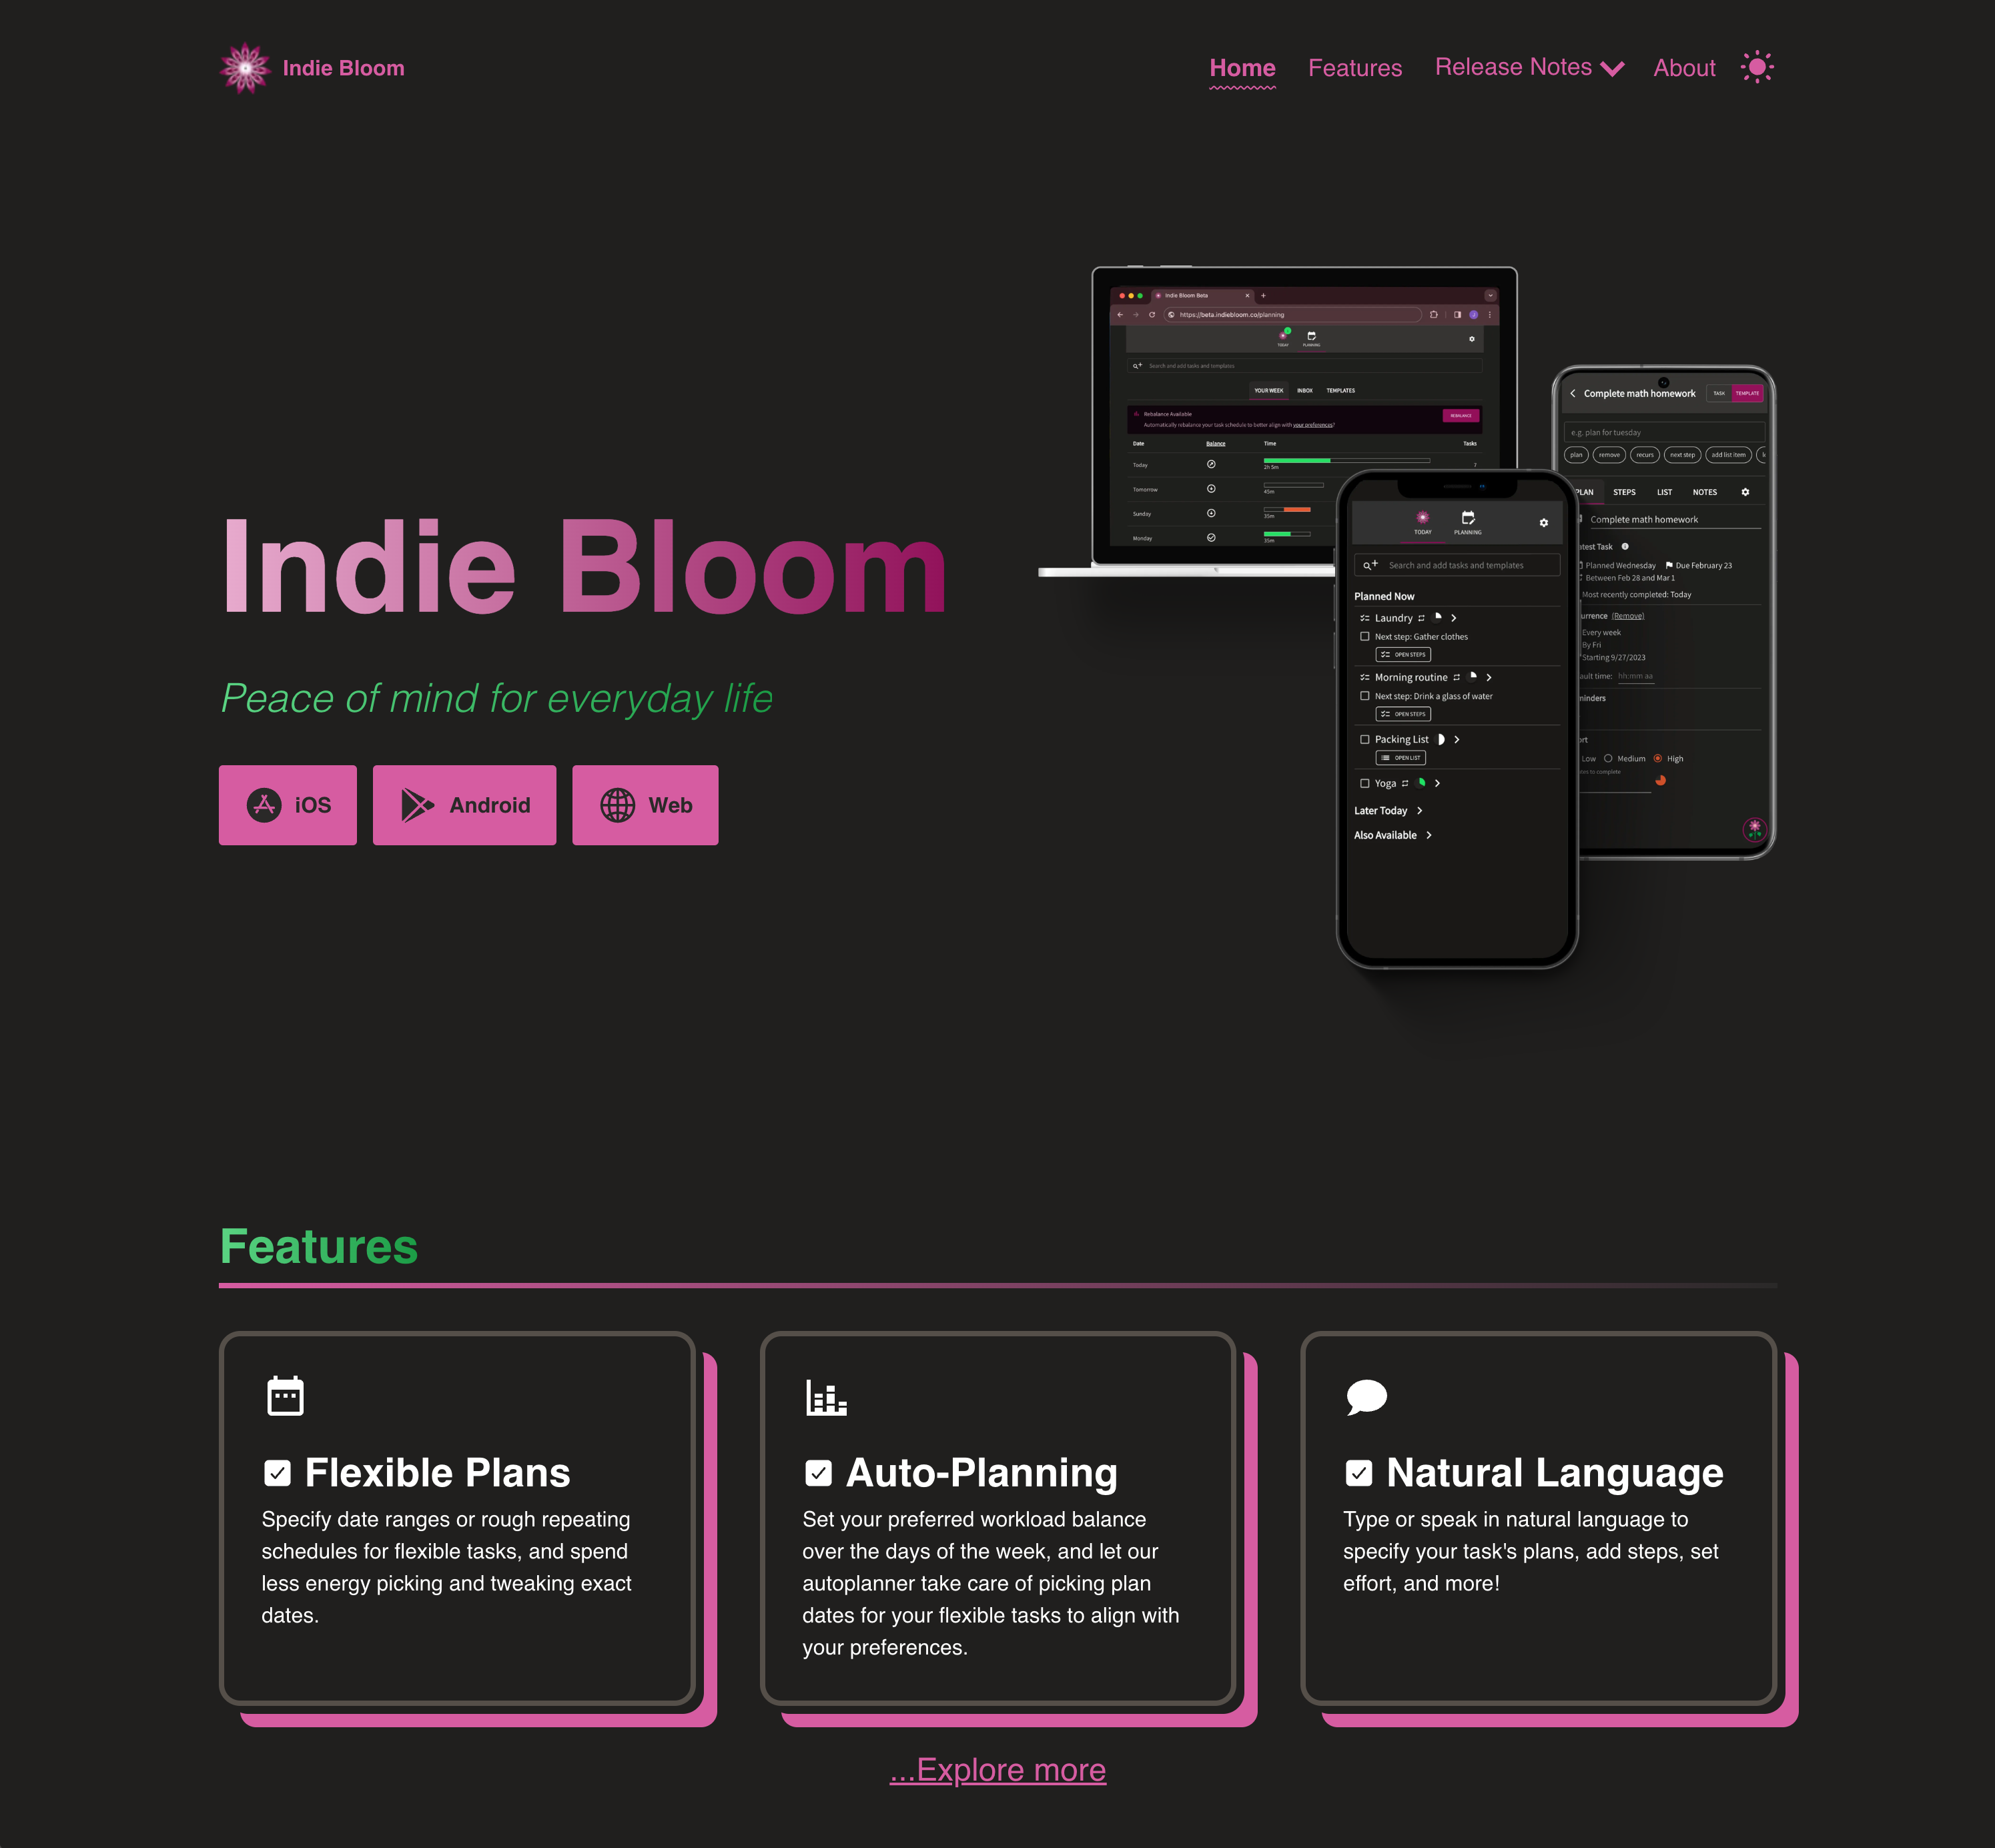 Indie Bloom
Home
Features
Release Notes
About
Indie Bloom Beta
https://beta.indiebloom.co/planning
TODAY
PLANNING
Search and add tasks and templates
YOUR WEEK
INBOX
TEMPLATES
Rebalance Available
REBALANCE
Automatically rebalance your task schedule to better align with your preferences?
Date
Balance
Time
Tasks
Today
2h 5m
7
Tomorrow
45m
Sunday
35m
Monday
35m
Complete math homework
TASK
TEMPLATE
e.g. plan for tuesday
plan
remove
recurs
next step
add list item
PLAN
STEPS
LIST
NOTES
Complete math homework
Task
Planned Wednesday
Due February 23
Between Feb 28 and Mar 1
Most recently completed: Today
(Remove)
Every week
By Fri
Starting 9/27/2023
time:
hh:mm aa
Low
Medium
High
to complete
TODAY
PLANNING
Search and add tasks and templates
Planned Now
Laundry
Next step: Gather clothes
OPEN STEPS
Morning routine
Next step: Drink a glass of water
OPEN STEPS
Packing List
OPEN LIST
Yoga
Later Today
Also Available
Indie Bloom
Peace of mind for everyday life
iOS
Android
Web
Features
Flexible Plans
Specify date ranges or rough repeating
schedules for flexible tasks, and spend
less energy picking and tweaking exact
dates.
Auto-Planning
Set your preferred workload balance
over the days of the week, and let our
autoplanner take care of picking plan
dates for your flexible tasks to align with
your preferences.
Natural Language
Type or speak in natural language to
specify your task's plans, add steps, set
effort, and more!
...Explore more